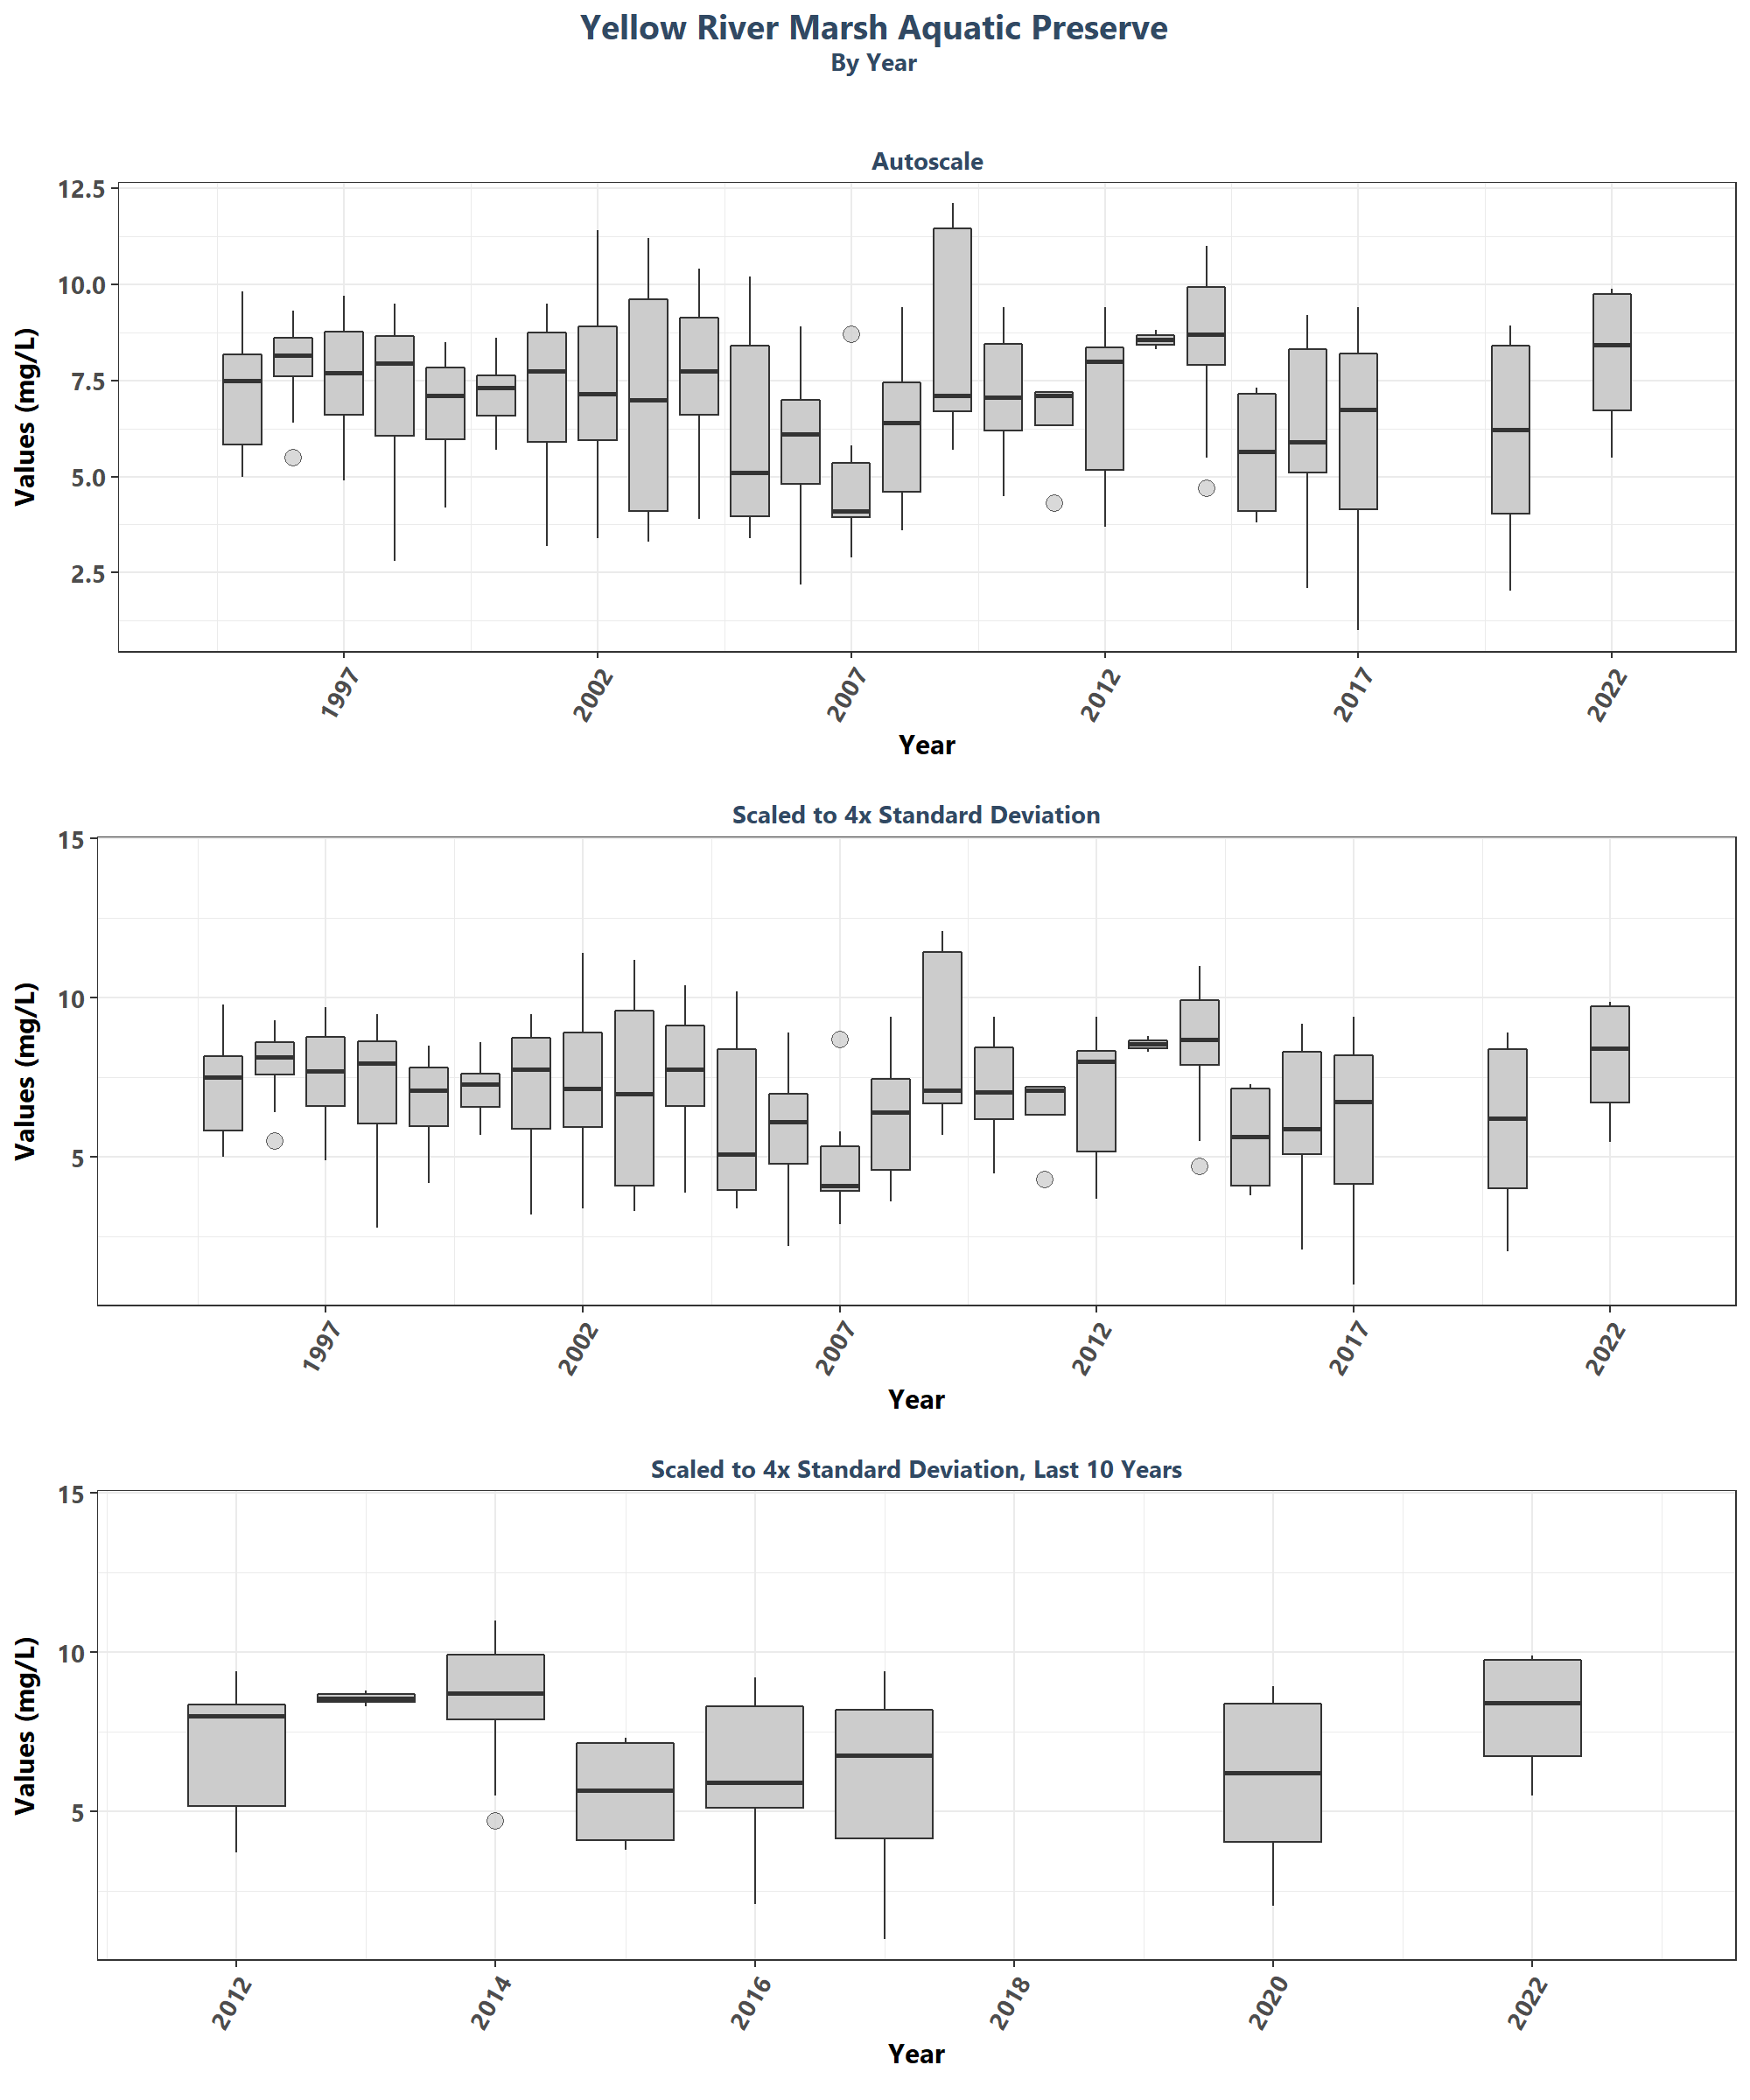 Yellow River Marsh Aquatic Preserve
By Year
Autoscale
12.5
10.0
7.5
5.0
2.5
Values (mg/L)
1997 2002 2007 2012 2017 2022
Year
Scaled to 4x Standard Deviation
15
10
5
Values (mg/L)
1997 2002 2007 2012 2017 2022
Year
Scaled to 4x Standard Deviation, Last 10 Years
15
10
5
Values (mg/L)
2012 2014 2016 2018 2020 2022
Year